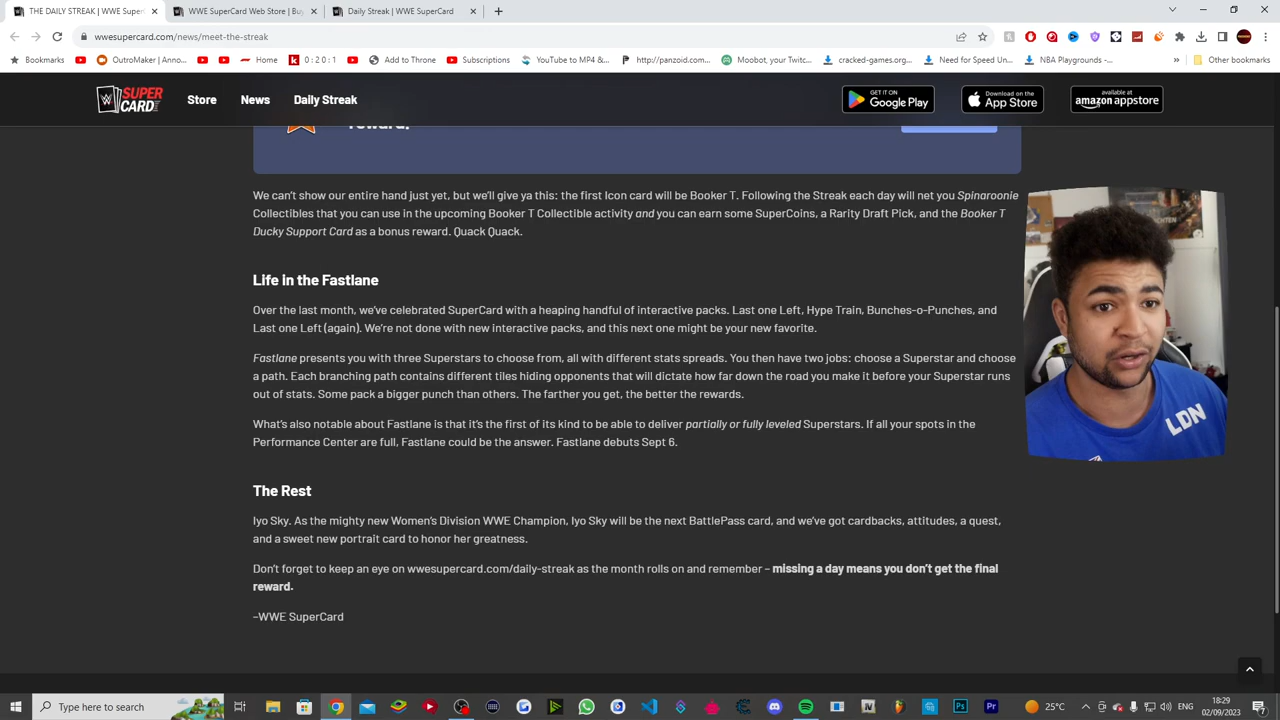 THE DAILY STREAK | WWE SuperC
WWE SuperCard Web Store | Buy
Daily Streak | WWE SuperCard
wwesupercard.com/news/meet-the-streak
Bookmarks
OutroMaker | Anno...
Home
0 : 2 0 : 1
Add to Throne
Subscriptions
YouTube to MP4 &...
http://panzoid.com...
Moobot, your Twitc...
cracked-games.org...
Need for Speed Un...
NBA Playgrounds -...
»
Other bookmarks
W SUPER CARD
Store
News
Daily Streak
GET IT ON Google Play
Download on the App Store
available at amazon appstore
reward!
We can't show our entire hand just yet, but we'll give ya this: the first Icon card will be Booker T. Following the Streak each day will net you Spinaroonie
Collectibles that you can use in the upcoming Booker T Collectible activity and you can earn some SuperCoins, a Rarity Draft Pick, and the Booker T
Ducky Support Card as a bonus reward. Quack Quack.
Life in the Fastlane
Over the last month, we've celebrated SuperCard with a heaping handful of interactive packs. Last one Left, Hype Train, Bunches-o-Punches, and
Last one Left (again). We're not done with new interactive packs, and this next one might be your new favorite.
Fastlane presents you with three Superstars to choose from, all with different stats spreads. You then have two jobs: choose a Superstar and choose
a path. Each branching path contains different tiles hiding opponents that will dictate how far down the road you make it before your Superstar runs
out of stats. Some pack a bigger punch than others. The farther you get, the better the rewards.
What's also notable about Fastlane is that it's the first of its kind to be able to deliver partially or fully leveled Superstars. If all your spots in the
Performance Center are full, Fastlane could be the answer. Fastlane debuts Sept 6.
The Rest
Iyo Sky. As the mighty new Women's Division WWE Champion, Iyo Sky will be the next BattlePass card, and we've got cardbacks, attitudes, a quest,
and a sweet new portrait card to honor her greatness.
Don't forget to keep an eye on wwesupercard.com/daily-streak as the month rolls on and remember – missing a day means you don't get the final
reward.
–WWE SuperCard
LDN
Type here to search
25°C
ENG
18:29
02/09/2023